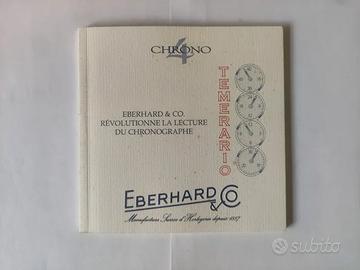 CHRONO
4
TEMERARIO
EBERHARD & CO.
RÉVOLUTIONNE LA LECTURE
DU CHRONOGRAPHE
EBERHARD
& CO
Manufacture Suisse d'Horlogerie depuis 1887
subito